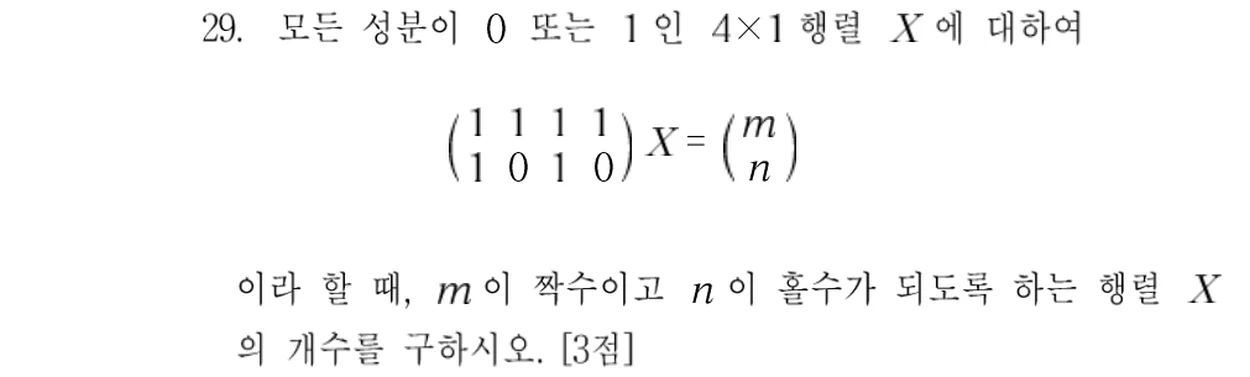 29. 모든 성분이 0 또는 1 인 4×1 행렬 X 에 대하여
(1 1 1 1
1 0 1 0) X = (m
n)
이라 할 때, m 이 짝수이고 n 이 홀수가 되도록 하는 행렬 X
의 개수를 구하시오. [3점]